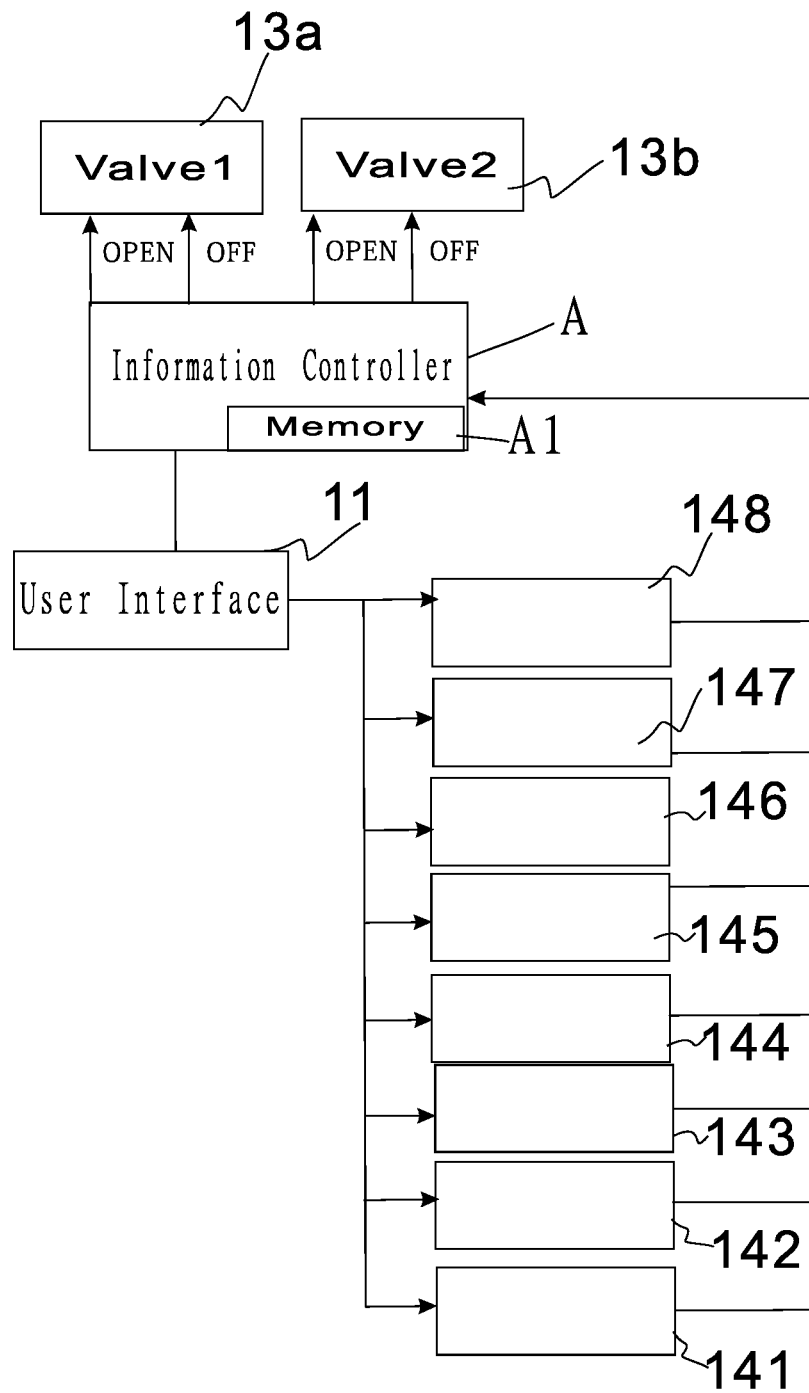 13a
Valve1
Valve2
13b
OPEN
OFF
OPEN
OFF
A
Information Controller
Memory
A1
11
User Interface
148
147
146
145
144
143
142
141